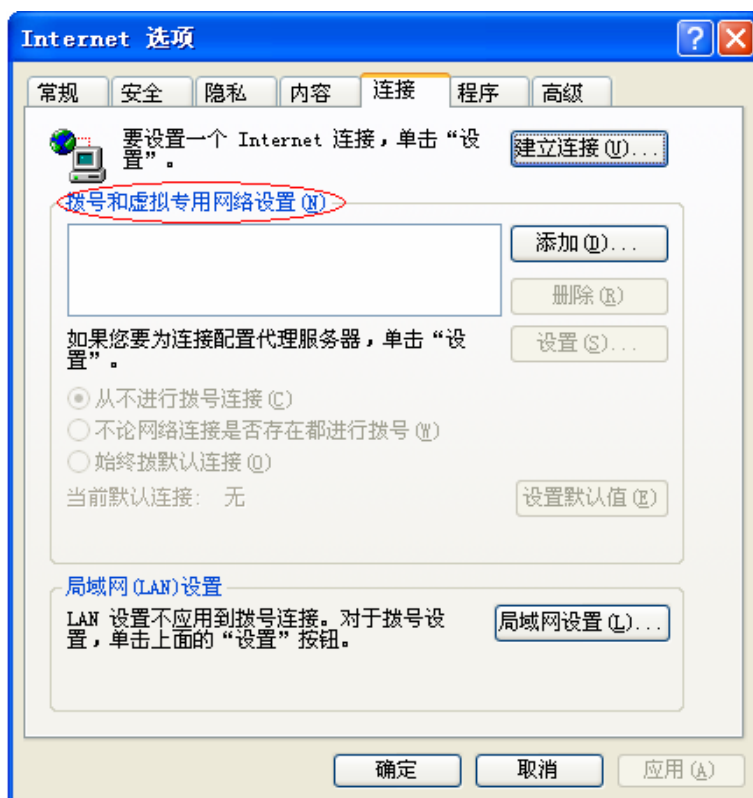 Internet 选项
常规 安全 隐私 内容 连接 程序 高级
要设置一个 Internet 连接，单击“设
置”。
建立连接(U)...
拨号和虚拟专用网络设置(N)
添加(D)...
删除(R)
如果您要为连接配置代理服务器，单击“设
置”。
设置(S)...
从不进行拨号连接(C)
不论网络连接是否存在都进行拨号(W)
始终拨默认连接(O)
当前默认连接: 无
设置默认值(E)
局域网(LAN)设置
LAN 设置不应用到拨号连接。对于拨号设
置，单击上面的“设置”按钮。
局域网设置(L)...
确定 取消 应用(A)